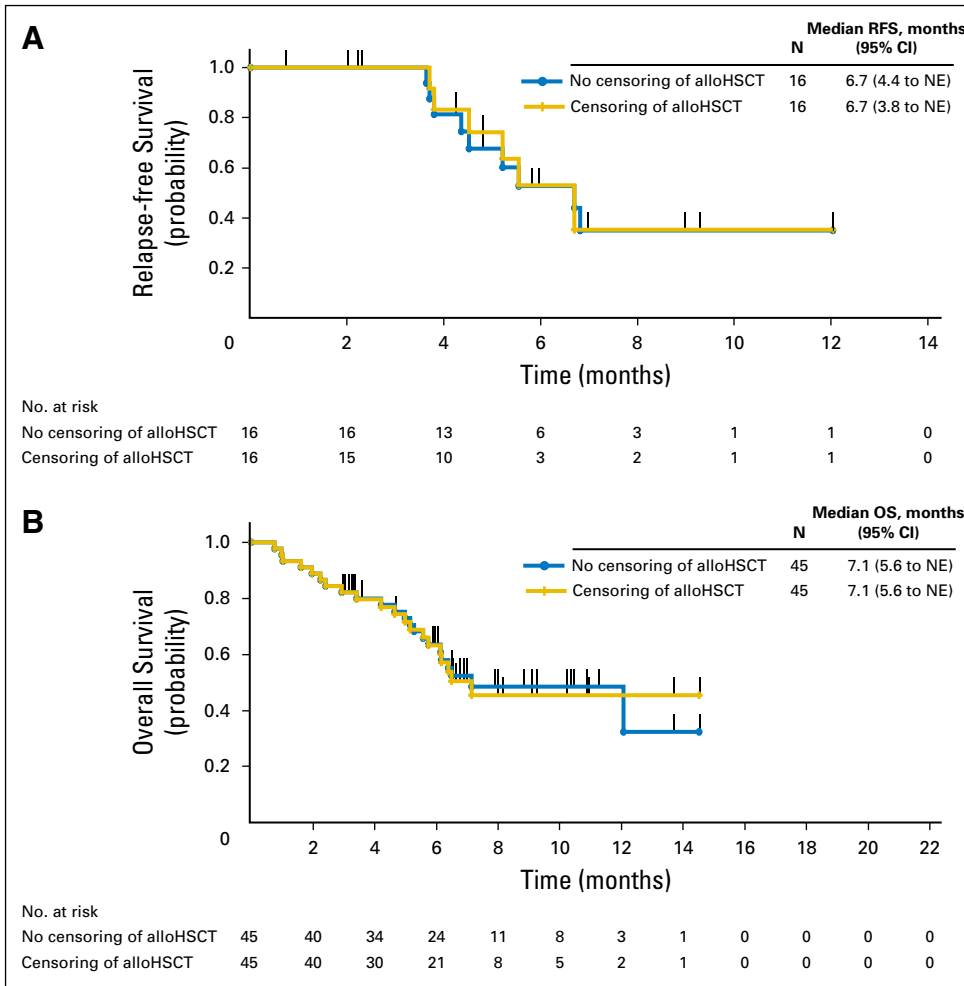 A
Median RFS, months
N (95% CI)
No censoring of alloHSCT 16 6.7 (4.4 to NE)
Censoring of alloHSCT 16 6.7 (3.8 to NE)
Relapse-free Survival
(probability)
1.0
0.8
0.6
0.4
0.2
0 2 4 6 8 10 12 14
Time (months)
No. at risk
No censoring of alloHSCT 16 16 13 6 3 1 1 0
Censoring of alloHSCT 16 15 10 3 2 1 1 0
B
Median OS, months
N (95% CI)
No censoring of alloHSCT 45 7.1 (5.6 to NE)
Censoring of alloHSCT 45 7.1 (5.6 to NE)
Overall Survival
(probability)
1.0
0.8
0.6
0.4
0.2
0 2 4 6 8 10 12 14 16 18 20 22
Time (months)
No. at risk
No censoring of alloHSCT 45 40 34 24 11 8 3 1 0 0 0 0
Censoring of alloHSCT 45 40 30 21 8 5 2 1 0 0 0 0